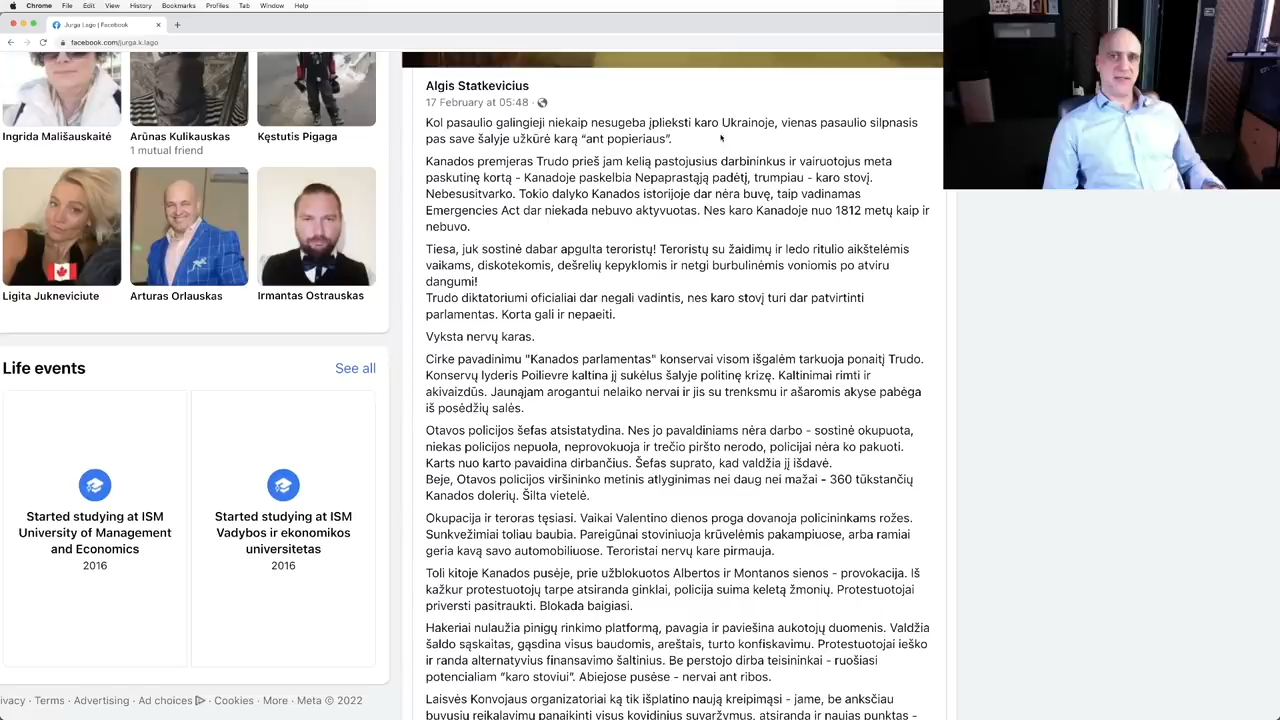 Chrome File Edit View History Bookmarks Profiles Tab Window Help
Jurga Lago | Facebook
facebook.com/jurga.k.lago
Ingrida Mališauskaitė
Arūnas Kulikauskas
1 mutual friend
Kęstutis Pigaga
Ligita Jukneviciute
Arturas Orlauskas
Irmantas Ostrauskas
Life events
See all
Started studying at ISM
University of Management
and Economics
2016
Started studying at ISM
Vadybos ir ekonomikos
universitetas
2016
ivacy · Terms · Advertising · Ad choices · Cookies · More · Meta © 2022
Algis Statkevicius
17 February at 05:48 ·
Kol pasaulio galingieji niekaip nesugeba įplieksti karo Ukrainoje, vienas pasaulio silpnasis
pas save šalyje užkūrė karą “ant popieriaus”.
Kanados premjeras Trudo prieš jam kelią pastojusius darbininkus ir vairuotojus meta
paskutinę kortą - Kanadoje paskelbia Nepaprastąją padėtį, trumpiau - karo stovį.
Nebesusitvarko. Tokio dalyko Kanados istorijoje dar nėra buvę, taip vadinamas
Emergencies Act dar niekada nebuvo aktyvuotas. Nes karo Kanadoje nuo 1812 metų kaip ir
nebuvo.
Tiesa, juk sostinė dabar apgulta teroristų! Teroristų su žaidimų ir ledo ritulio aikštelėmis
vaikams, diskotekomis, dešrelių kepyklomis ir netgi burbulinėmis voniomis po atviru
dangumi!
Trudo diktatoriumi oficialiai dar negali vadintis, nes karo stovį turi dar patvirtinti
parlamentas. Korta gali ir nepaeiti.
Vyksta nervų karas.
Cirke pavadinimu "Kanados parlamentas" konservai visom išgalėm tarkuoja ponaitį Trudo.
Konservų lyderis Poilievre kaltina jį sukėlus šalyje politinę krizę. Kaltinimai rimti ir
akivaizdūs. Jaunajam arogantui nelaiko nervai ir jis su trenksmu ir ašaromis akyse pabėga
iš posėdžių salės.
Otavos policijos šefas atsistatydina. Nes jo pavaldiniams nėra darbo - sostinė okupuota,
niekas policijos nepuola, neprovokuoja ir trečio piršto nerodo, policijai nėra ko pakuoti.
Karts nuo karto pavaidina dirbančius. Šefas suprato, kad valdžia jį išdavė.
Beje, Otavos policijos viršininko metinis atlyginimas nei daug nei mažai - 360 tūkstančių
Kanados dolerių. Šilta vietelė.
Okupacija ir teroras tęsiasi. Vaikai Valentino dienos proga dovanoja policininkams rožes.
Sunkvežimiai toliau baubia. Pareigūnai stoviniuoja krūvelėmis pakampiuose, arba ramiai
geria kavą savo automobiliuose. Teroristai nervų kare pirmauja.
Toli kitoje Kanados pusėje, prie užblokuotos Albertos ir Montanos sienos - provokacija. Iš
kažkur protestuotojų tarpe atsiranda ginklai, policija suima keletą žmonių. Protestuotojai
priversti pasitraukti. Blokada baigiasi.
Hakeriai nulaužia pinigų rinkimo platformą, pavagia ir paviešina aukotojų duomenis. Valdžia
šaldo sąskaitas, gąsdina visus baudomis, areštais, turto konfiskavimu. Protestuotojai ieško
ir randa alternatyvius finansavimo šaltinius. Be perstojo dirba teisininkai - ruošiasi
potencialiam “karo stoviui”. Abiejose pusėse - nervai ant ribos.
Laisvės Konvojaus organizatoriai ką tik išplatino naują kreipimąsi - jame, be anksčiau
buvusių reikalavimų panaikinti visus kovidinius suvaržymus, atsiranda ir naujas punktas -